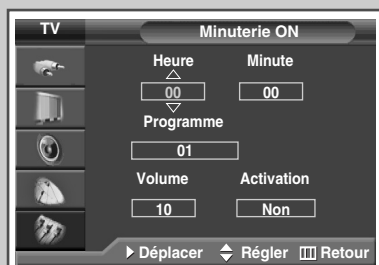 TV Minuterie ON
Heure Minute
00 00
Programme
01
Volume Activation
10 Non
Déplacer Régler Retour